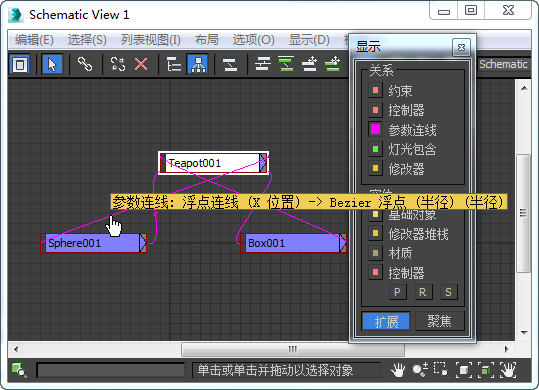 Schematic View 1
编辑(E) 选择(S) 列表视图(L) 布局 选项(O) 显示(D)
显示
Schematic
关系
约束
控制器
参数连线
灯光包含
修改器
Teapot001
参数连线: 浮点连线 (X 位置) -> Bezier 浮点 (半径) (半径)
基础对象
Sphere001
Box001
修改器堆栈
材质
控制器
P R S
扩展 聚焦
单击或单击并拖动以选择对象